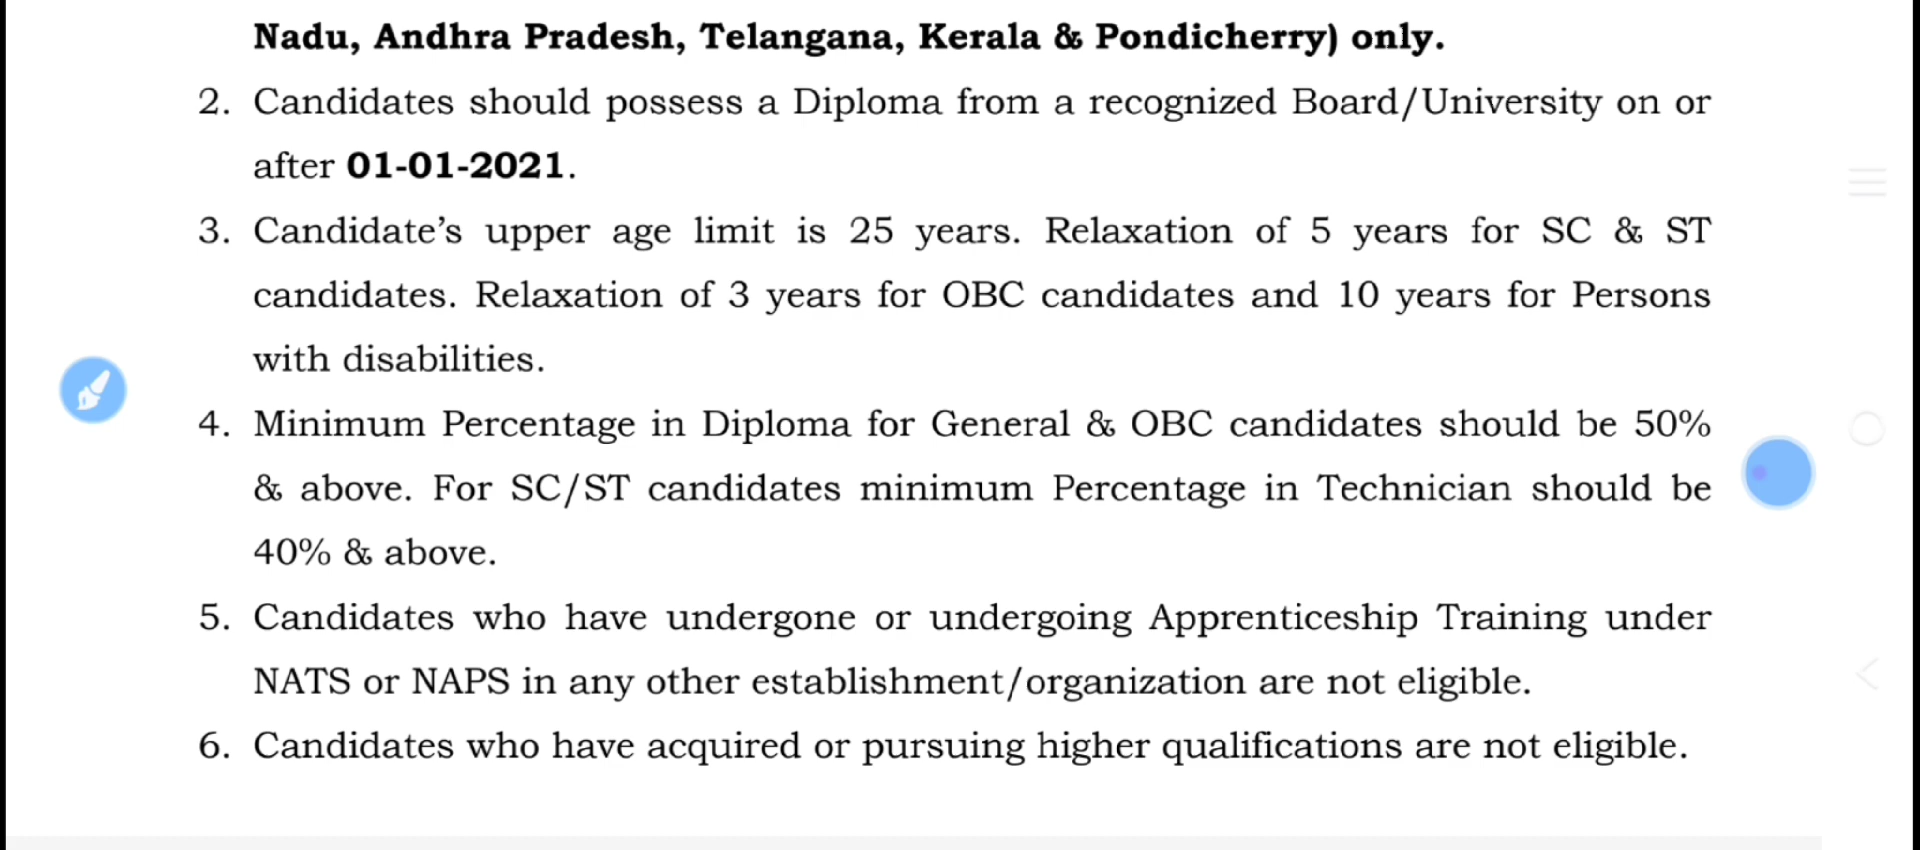 Nadu, Andhra Pradesh, Telangana, Kerala & Pondicherry) only.
2. Candidates should possess a Diploma from a recognized Board/University on or
after 01-01-2021.
3. Candidate’s upper age limit is 25 years. Relaxation of 5 years for SC & ST
candidates. Relaxation of 3 years for OBC candidates and 10 years for Persons
with disabilities.
4. Minimum Percentage in Diploma for General & OBC candidates should be 50%
& above. For SC/ST candidates minimum Percentage in Technician should be
40% & above.
5. Candidates who have undergone or undergoing Apprenticeship Training under
NATS or NAPS in any other establishment/organization are not eligible.
6. Candidates who have acquired or pursuing higher qualifications are not eligible.